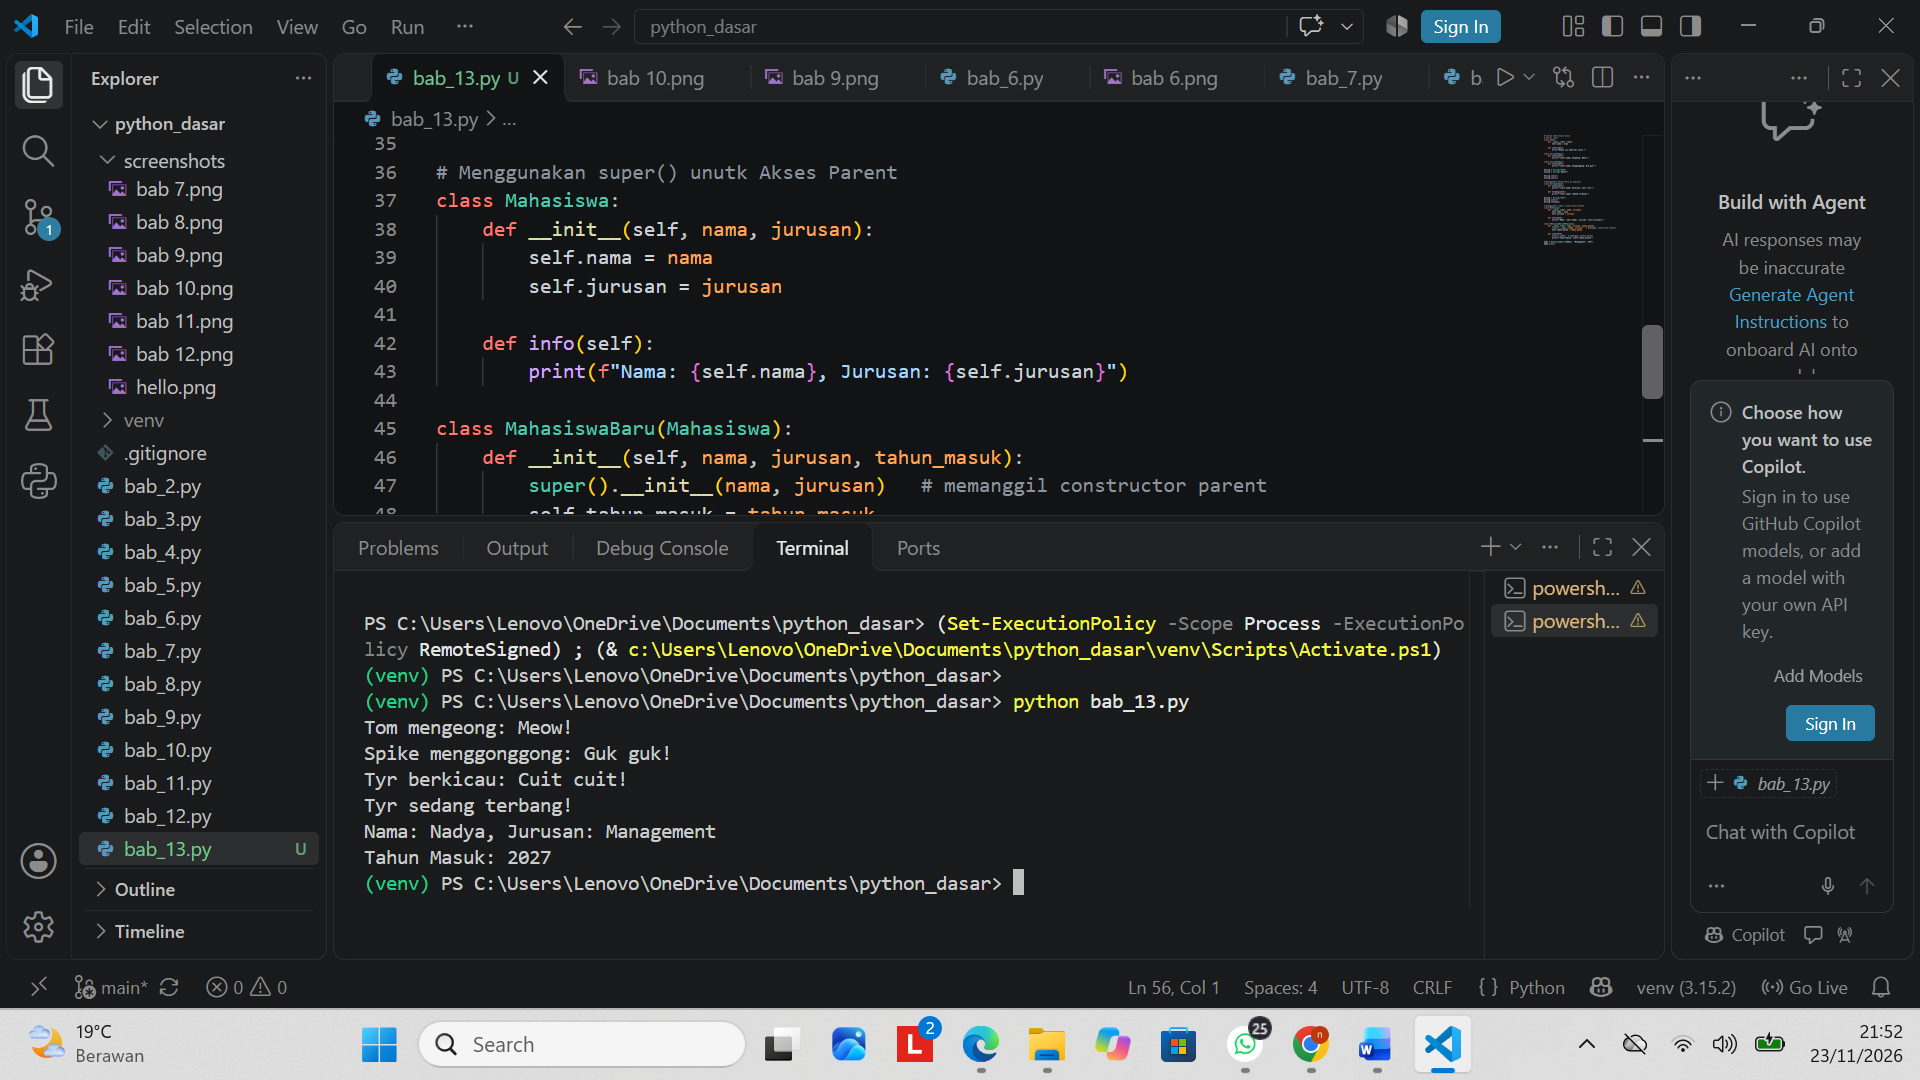 File Edit Selection View Go Run ···
python_dasar
Sign In
Explorer ···
python_dasar
screenshots
bab 7.png
bab 8.png
bab 9.png
bab 10.png
bab 11.png
bab 12.png
hello.png
venv
.gitignore
bab_2.py
bab_3.py
bab_4.py
bab_5.py
bab_6.py
bab_7.py
bab_8.py
bab_9.py
bab_10.py
bab_11.py
bab_12.py
bab_13.py U
Outline
Timeline
1
bab_13.py U bab 10.png bab 9.png bab_6.py bab 6.png bab_7.py b
bab_13.py > ...
35
36 # Menggunakan super() unutk Akses Parent
37 class Mahasiswa:
38 def __init__(self, nama, jurusan):
39 self.nama = nama
40 self.jurusan = jurusan
41
42 def info(self):
43 print(f"Nama: {self.nama}, Jurusan: {self.jurusan}")
44
45 class MahasiswaBaru(Mahasiswa):
46 def __init__(self, nama, jurusan, tahun_masuk):
47 super().__init__(nama, jurusan) # memanggil constructor parent
48 self.tahun_masuk = tahun_masuk
Problems Output Debug Console Terminal Ports
PS C:\Users\Lenovo\OneDrive\Documents\python_dasar> (Set-ExecutionPolicy -Scope Process -ExecutionPo
licy RemoteSigned) ; (& c:\Users\Lenovo\OneDrive\Documents\python_dasar\venv\Scripts\Activate.ps1)
(venv) PS C:\Users\Lenovo\OneDrive\Documents\python_dasar>
(venv) PS C:\Users\Lenovo\OneDrive\Documents\python_dasar> python bab_13.py
Tom mengeong: Meow!
Spike menggonggong: Guk guk!
Tyr berkicau: Cuit cuit!
Tyr sedang terbang!
Nama: Nadya, Jurusan: Management
Tahun Masuk: 2027
(venv) PS C:\Users\Lenovo\OneDrive\Documents\python_dasar>
powersh...
powersh...
Build with Agent
AI responses may
be inaccurate
Generate Agent
Instructions to
onboard AI onto
Choose how
you want to use
Copilot.
Sign in to use
GitHub Copilot
models, or add
a model with
your own API
key.
Add Models
Sign In
bab_13.py
Chat with Copilot
Copilot
main* 0 0
Ln 56, Col 1 Spaces: 4 UTF-8 CRLF { } Python venv (3.15.2) Go Live
19°C
Berawan
Search
L 2
25
n
W
21:52
23/11/2026